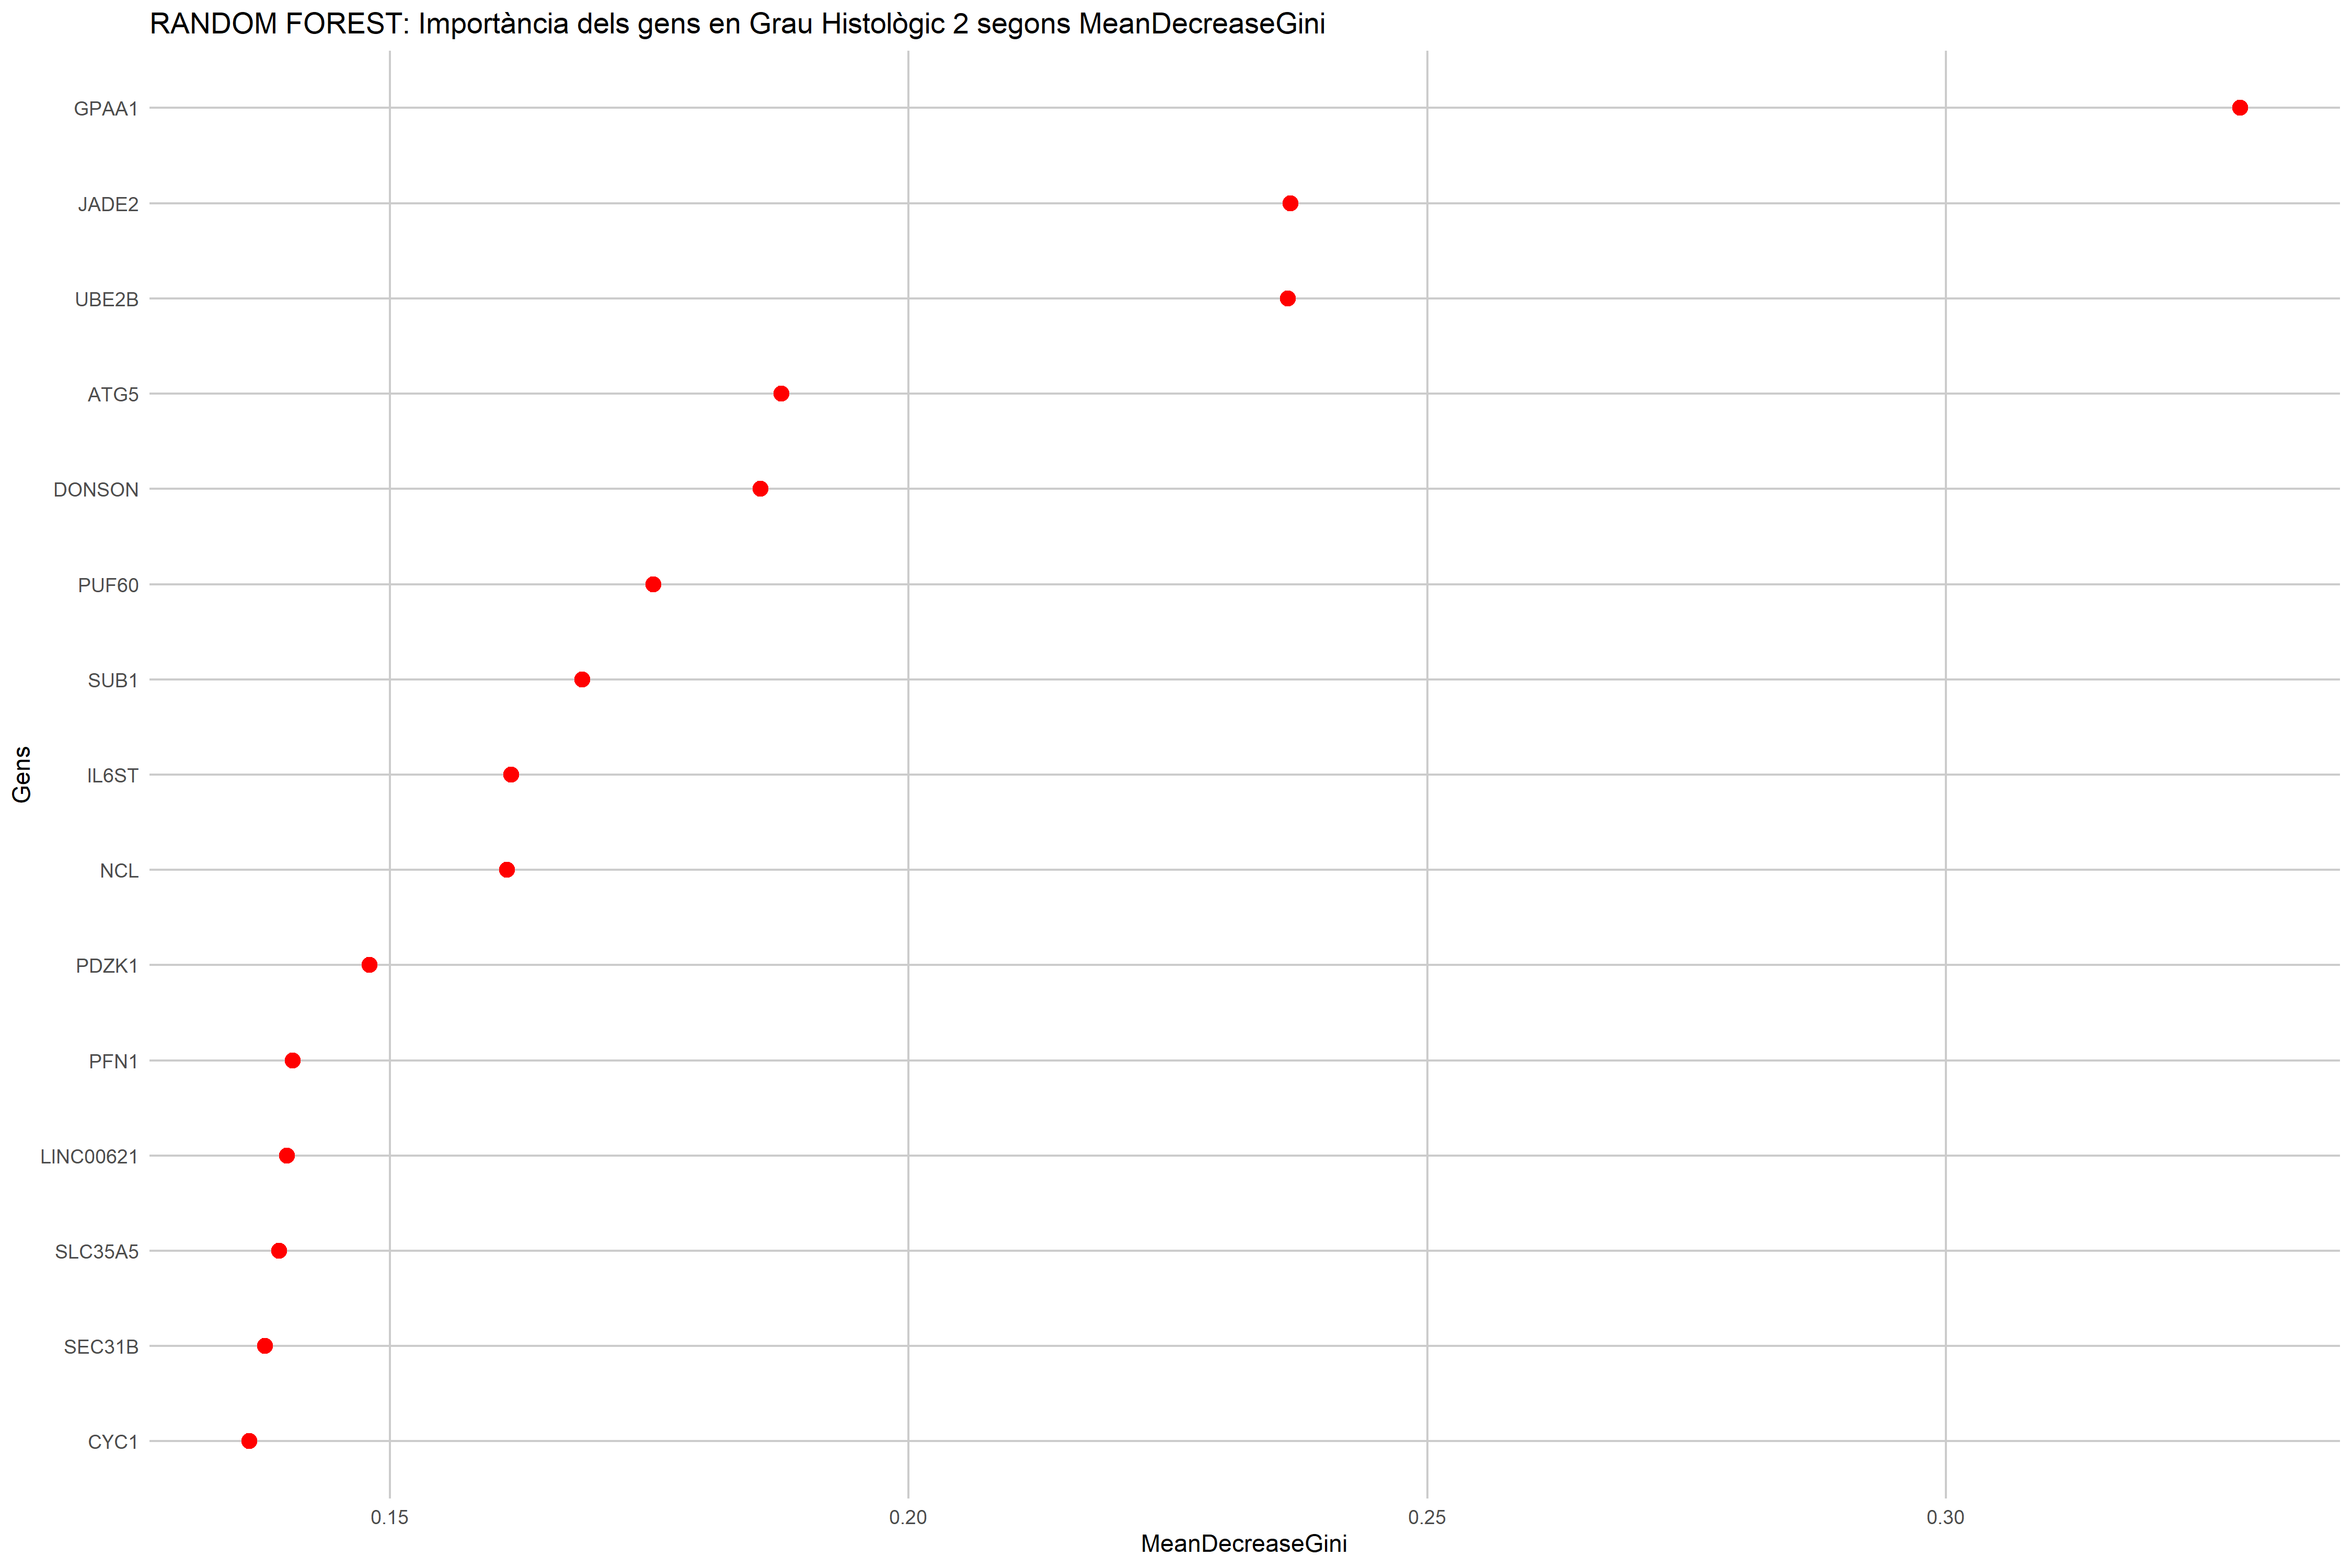 RANDOM FOREST: Importància dels gens en Grau Histològic 2 segons MeanDecreaseGini
GPAA1
JADE2
UBE2B
ATG5
DONSON
PUF60
SUB1
IL6ST
NCL
PDZK1
PFN1
LINC00621
SLC35A5
SEC31B
CYC1
Gens
0.15 0.20 0.25 0.30
MeanDecreaseGini